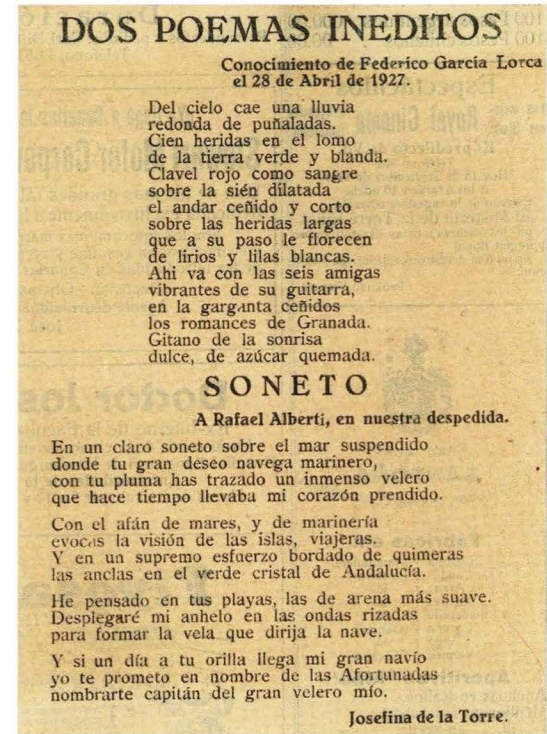 DOS POEMAS INEDITOS
Conocimiento de Federico Garcia Lorca
el 28 de Abril de 1927.
Del cielo cae una lluvia
redonda de puñaladas.
Cien heridas en el lomo
de la tierra verde y blanda.
Clavel rojo como sangre
sobre la sién dilatada
el andar ceñido y corto
sobre las heridas largas
que a su paso le florecen
de lirios y lilas blancas.
Ahi va con las seis amigas
vibrantes de su guitarra,
en la garganta ceñidos
los romances de Granada.
Gitano de la sonrisa
dulce, de azúcar quemada.
SONETO
A Rafael Alberti, en nuestra despedida.
En un claro soneto sobre el mar suspendido
donde tu gran deseo navega marinero,
con tu pluma has trazado un inmenso velero
que hace tiempo llevaba mi corazón prendido.
Con el afán de mares, y de marinería
evocas la visión de las islas, viajeras.
Y en un supremo esfuerzo bordado de quimeras
las anclas en el verde cristal de Andalucía.
He pensado en tus playas, las de arena más suave.
Desplegaré mi anhelo en las ondas rizadas
para formar la vela que dirija la nave.
Y si un día a tu orilla llega mi gran navío
yo te prometo en nombre de las Afortunadas
nombrarte capitán del gran velero mío.
Josefina de la Torre.